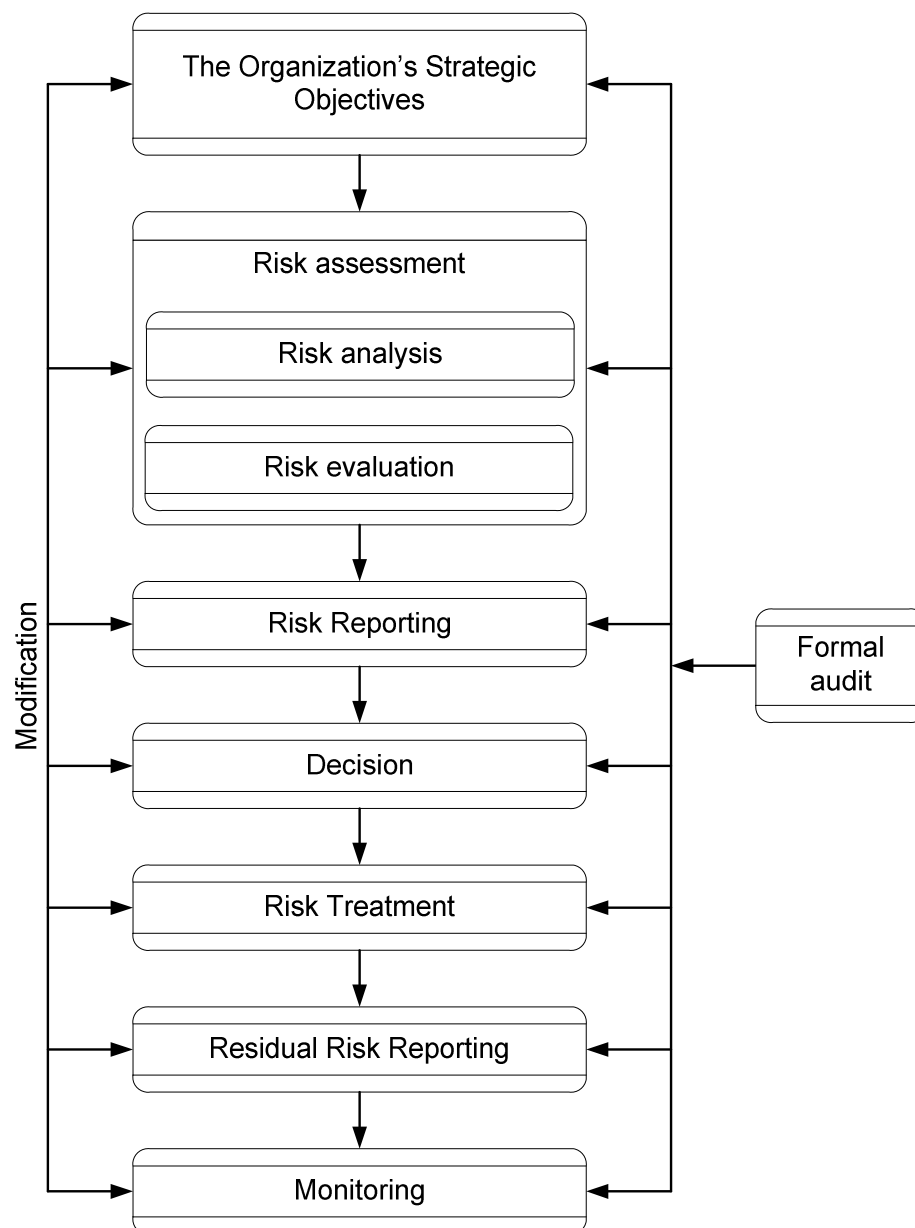 The Organization’s Strategic
Objectives
Risk assessment
Risk analysis
Risk evaluation
Risk Reporting
Decision
Risk Treatment
Residual Risk Reporting
Monitoring
Modification
Formal
audit